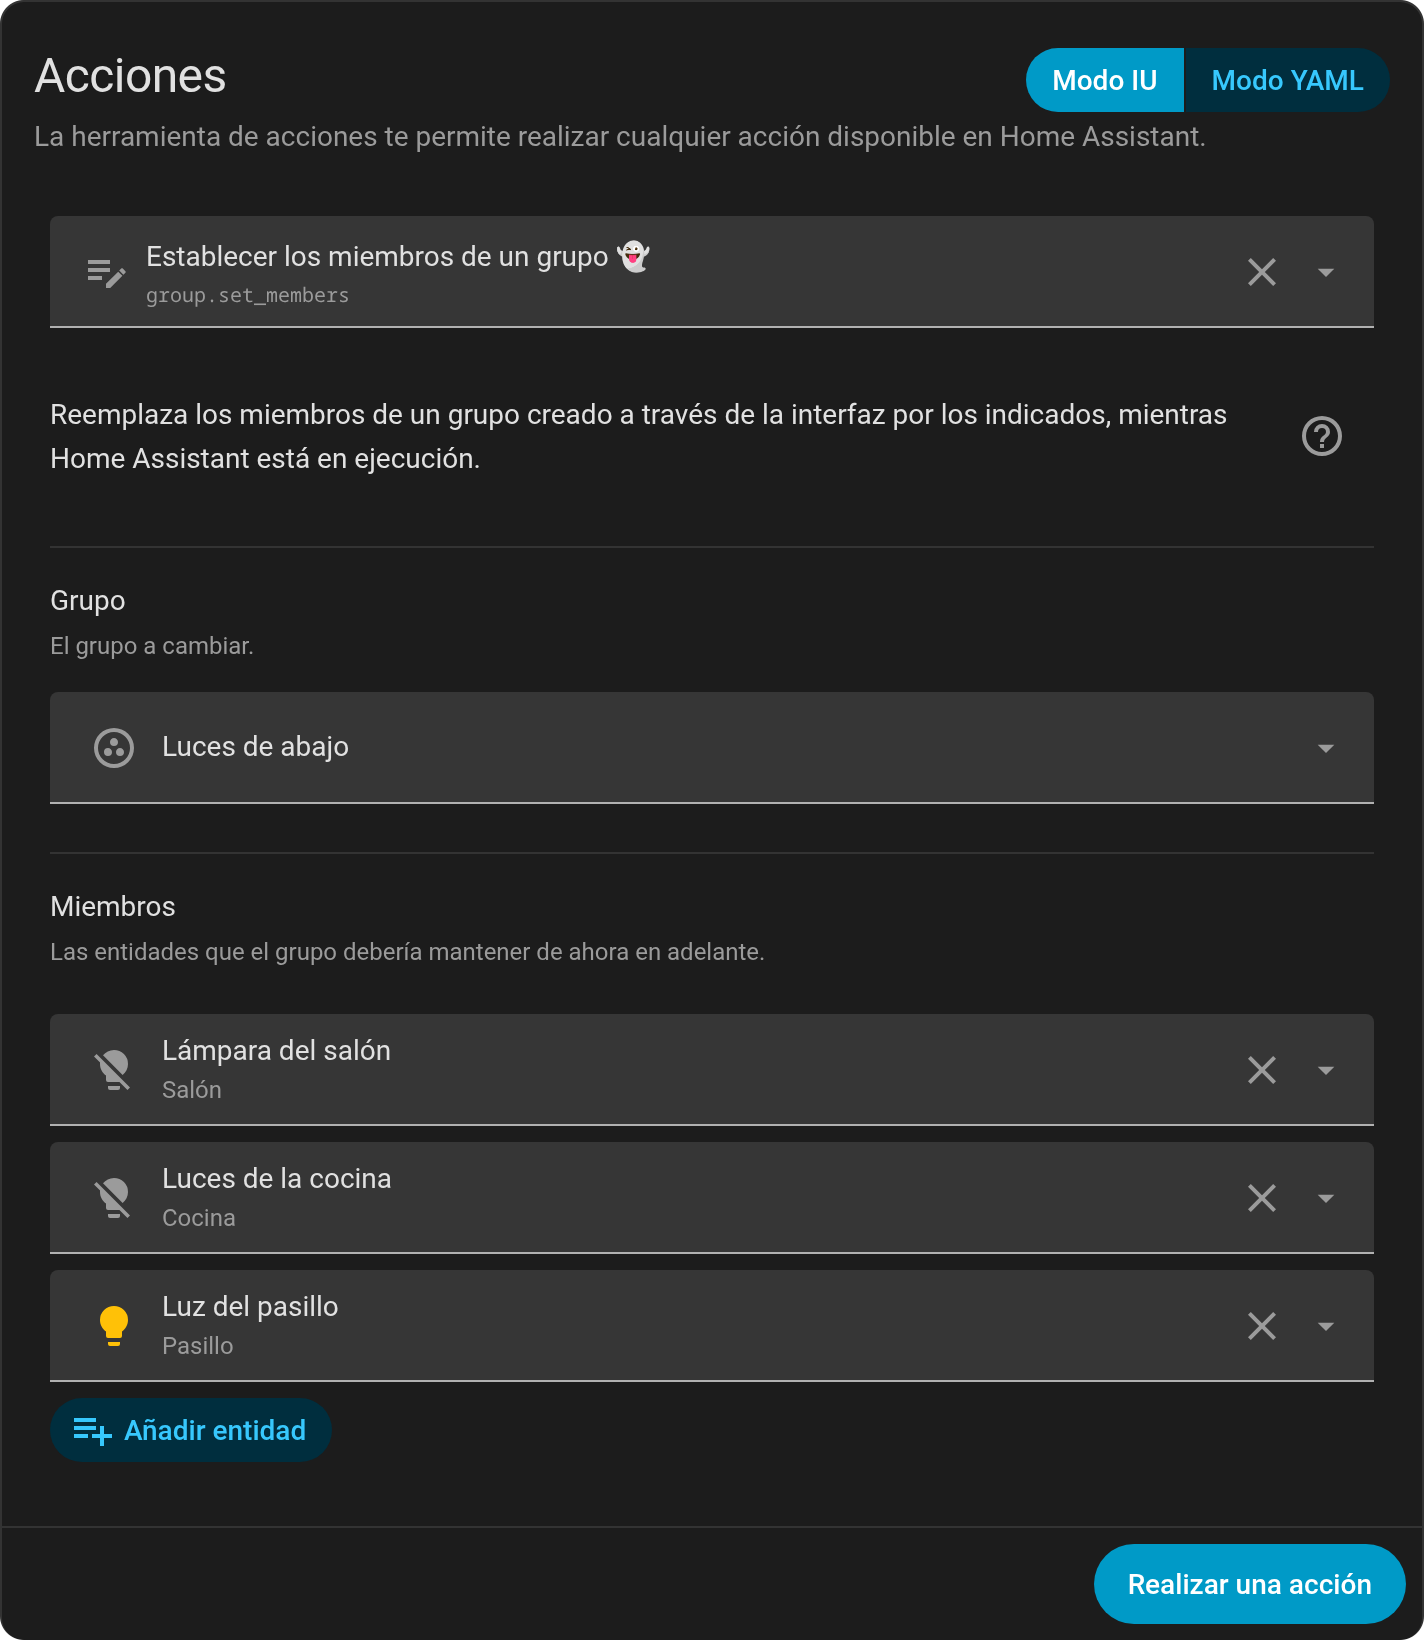 Acciones
Modo IU
Modo YAML
La herramienta de acciones te permite realizar cualquier acción disponible en Home Assistant.
Establecer los miembros de un grupo 👻
group.set_members
Reemplaza los miembros de un grupo creado a través de la interfaz por los indicados, mientras
Home Assistant está en ejecución.
Grupo
El grupo a cambiar.
Luces de abajo
Miembros
Las entidades que el grupo debería mantener de ahora en adelante.
Lámpara del salón
Salón
Luces de la cocina
Cocina
Luz del pasillo
Pasillo
Añadir entidad
Realizar una acción